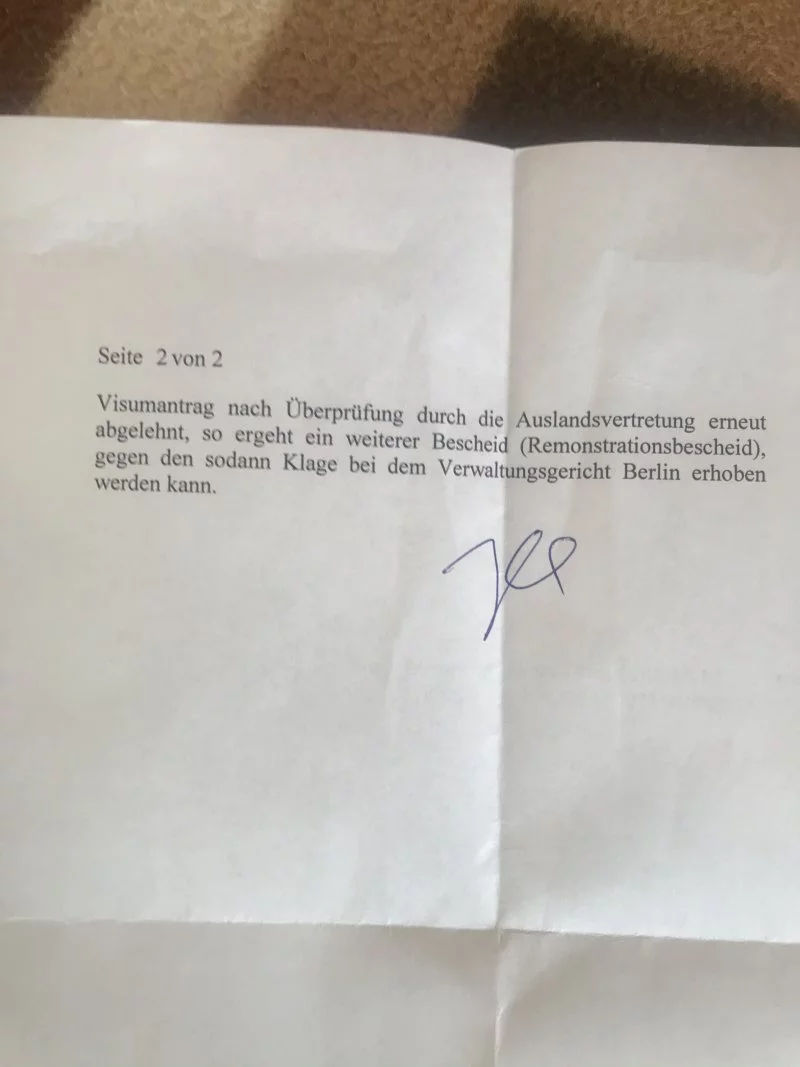 Seite 2 von 2
Visumantrag nach Überprüfung durch die Auslandsvertretung erneut
abgelehnt, so ergeht ein weiterer Bescheid (Remonstrationsbescheid),
gegen den sodann Klage bei dem Verwaltungsgericht Berlin erhoben
werden kann.